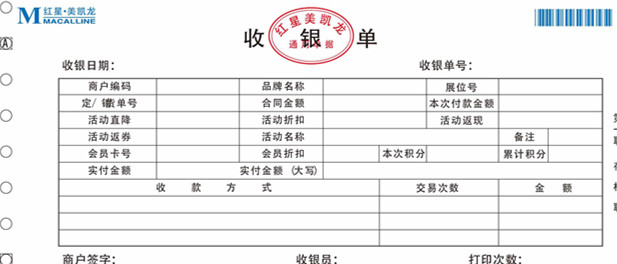 红星·美凯龙
MACALLINE
收 银 单
红星美凯龙
通用单据
A
收银日期： 收银单号：
商户编码 品牌名称 展位号
定/销单号 合同金额 本次付款金额
活动直降 活动折扣 活动返现
活动返券 活动名称 备注
会员卡号 会员折扣 本次积分 累计积分
实付金额 实付金额（大写）
收 款 方 式 交易次数 金 额
商户签字： 收银员： 打印次数：